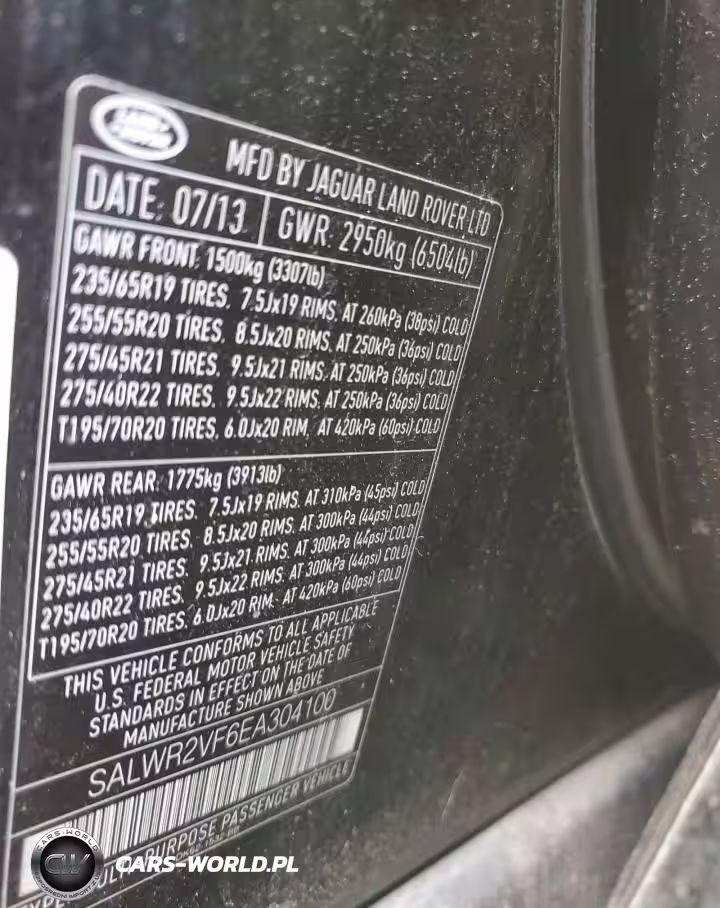 LAND ROVER
MFD BY JAGUAR LAND ROVER LTD
DATE: 07/13 GWR: 2950kg (6504lb)
GAWR FRONT: 1500kg (3307lb)
235/65R19 TIRES, 7.5Jx19 RIMS, AT 260kPa (38psi) COLD
255/55R20 TIRES, 8.5Jx20 RIMS, AT 250kPa (36psi) COLD
275/45R21 TIRES, 9.5Jx21 RIMS, AT 250kPa (36psi) COLD
275/40R22 TIRES, 9.5Jx22 RIMS, AT 250kPa (36psi) COLD
T195/70R20 TIRES, 6.0Jx20 RIM, AT 420kPa (60psi) COLD
GAWR REAR: 1775kg (3913lb)
235/65R19 TIRES, 7.5Jx19 RIMS, AT 310kPa (45psi) COLD
255/55R20 TIRES, 8.5Jx20 RIMS, AT 300kPa (44psi) COLD
275/45R21 TIRES, 9.5Jx21 RIMS, AT 300kPa (44psi) COLD
275/40R22 TIRES, 9.5Jx22 RIMS, AT 300kPa (44psi) COLD
T195/70R20 TIRES, 6.0Jx20 RIM, AT 420kPa (60psi) COLD
THIS VEHICLE CONFORMS TO ALL APPLICABLE
U.S. FEDERAL MOTOR VEHICLE SAFETY
STANDARDS IN EFFECT ON THE DATE OF
MANUFACTURE SHOWN ABOVE
SALWR2VF6EA304100
PURPOSE PASSENGER VEHICLE
CARS-WORLD
CW
CARS-WORLD.PL